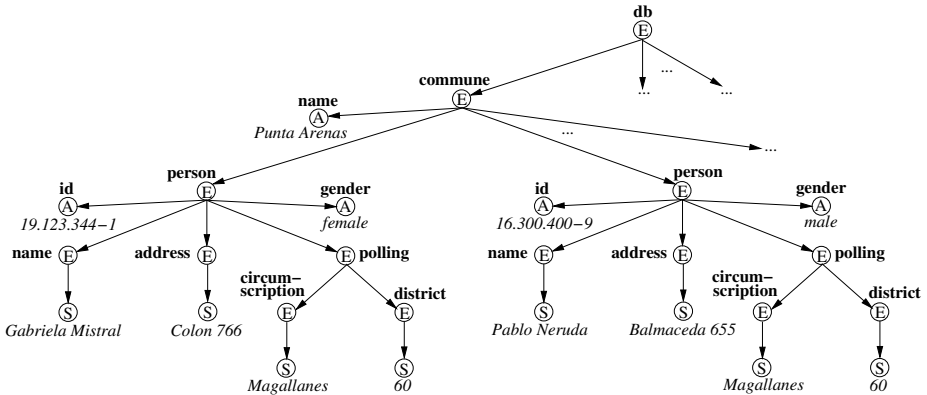 db
E
...
... ...
commune
E
name
A
Punta Arenas
...
...
person
E
person
E
id
A
19.123.344−1
gender
A
female
id
A
16.300.400−9
gender
A
male
name E
address E
E polling
name E
address E
E polling
circum−
scription
E
district
E
circum−
scription
E
district
E
S
Gabriela Mistral
S
Colon 766
S
Pablo Neruda
S
Balmaceda 655
S
Magallanes
S
60
S
Magallanes
S
60